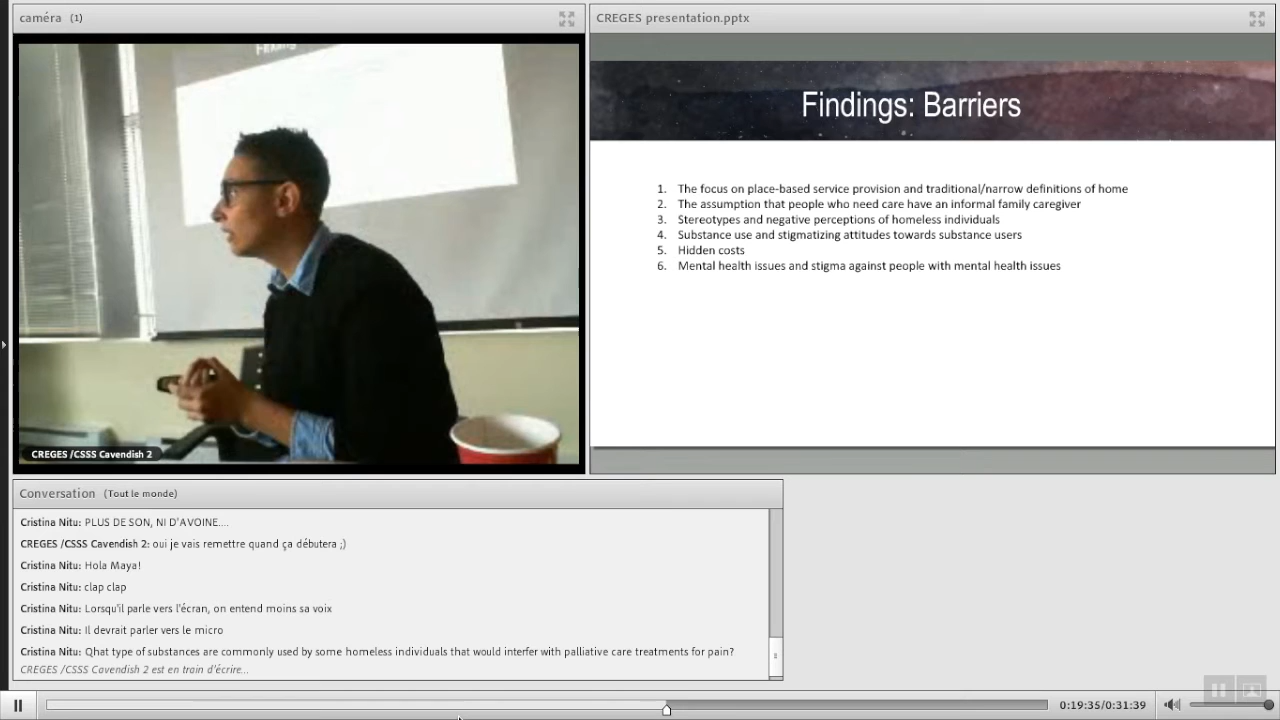 caméra (1)
CREGES /CSSS Cavendish 2
CREGES presentation.pptx
Findings: Barriers
1. The focus on place-based service provision and traditional/narrow definitions of home
2. The assumption that people who need care have an informal family caregiver
3. Stereotypes and negative perceptions of homeless individuals
4. Substance use and stigmatizing attitudes towards substance users
5. Hidden costs
6. Mental health issues and stigma against people with mental health issues
Conversation (Tout le monde)
Cristina Nitu: PLUS DE SON, NI D'AVOINE....
CREGES /CSSS Cavendish 2: oui je vais remettre quand ça débutera ;)
Cristina Nitu: Hola Maya!
Cristina Nitu: clap clap
Cristina Nitu: Lorsqu'il parle vers l'écran, on entend moins sa voix
Cristina Nitu: Il devrait parler vers le micro
Cristina Nitu: Qhat type of substances are commonly used by some homeless individuals that would interfere with palliative care treatments for pain?
CREGES /CSSS Cavendish 2 est en train d'écrire...
0:19:35/0:31:39